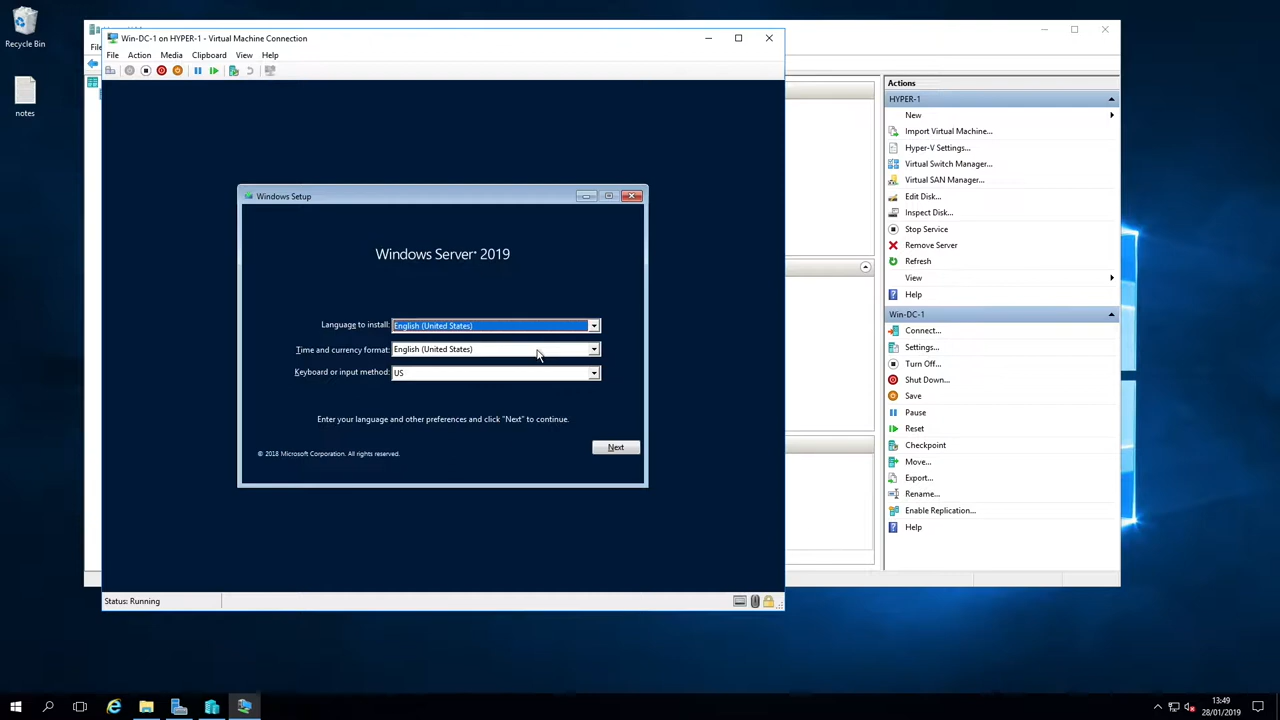 Recycle Bin
notes
File
Win-DC-1 on HYPER-1 - Virtual Machine Connection
File Action Media Clipboard View Help
Windows Setup
Windows Server 2019
Language to install: English (United States)
Time and currency format: English (United States)
Keyboard or input method: US
Enter your language and other preferences and click "Next" to continue.
Next
© 2018 Microsoft Corporation. All rights reserved.
Status: Running
Actions
HYPER-1
New
Import Virtual Machine...
Hyper-V Settings...
Virtual Switch Manager...
Virtual SAN Manager...
Edit Disk...
Inspect Disk...
Stop Service
Remove Server
Refresh
View
Help
Win-DC-1
Connect...
Settings...
Turn Off...
Shut Down...
Save
Pause
Reset
Checkpoint
Move...
Export...
Rename...
Enable Replication...
Help
13:49
28/01/2019